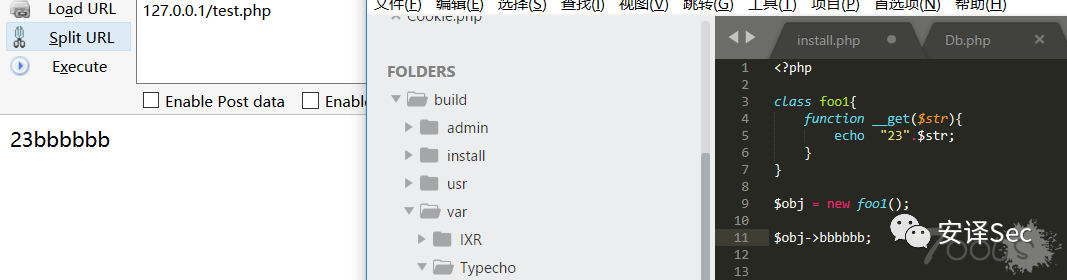 Load URL
Split URL
Execute
127.0.0.1/test.php
Enable Post data
Enable
23bbbbbb
文件(F) 编辑(E) 选择(S) 查找(I) 视图(V) 跳转(G) 工具(T) 项目(P) 首选项(N) 帮助(H)
Cookie.php
FOLDERS
build
admin
install
usr
var
IXR
Typecho
install.php
Db.php
1 <?php
2
3 class foo1{
4 function __get($str){
5 echo "23".$str;
6 }
7 }
8
9 $obj = new foo1();
10
11 $obj->bbbbbb;
12
13
安译Sec